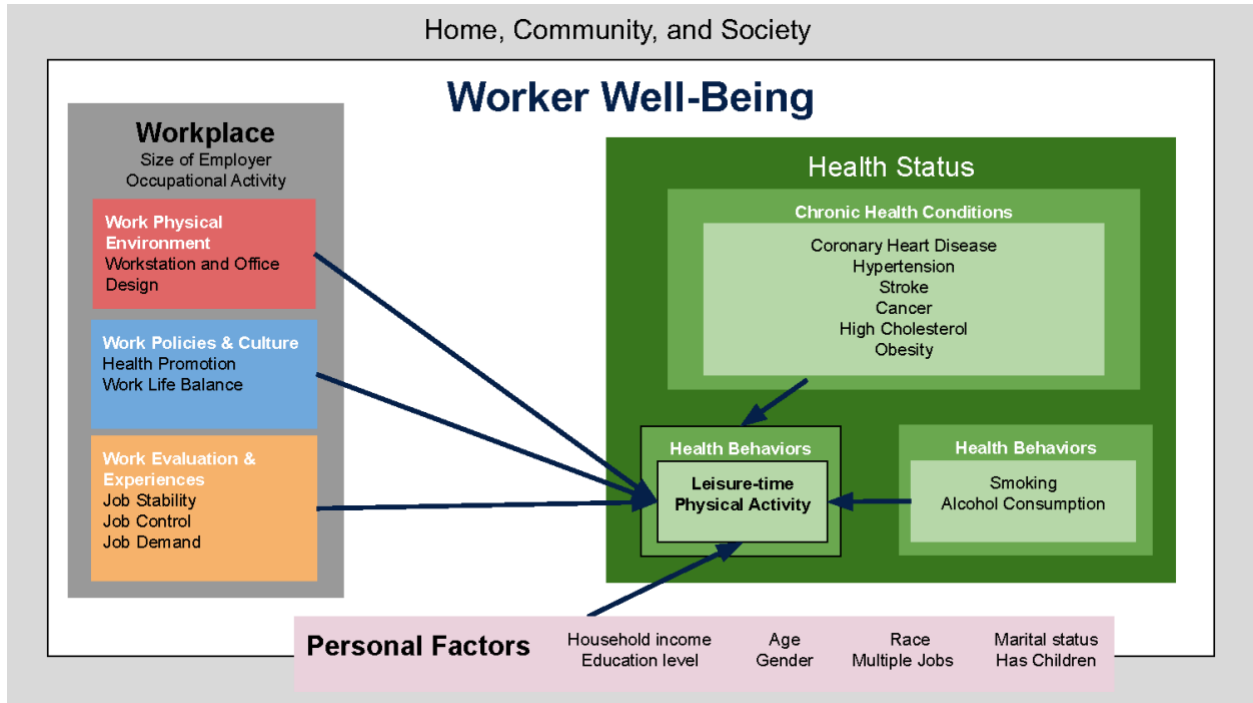 Home, Community, and Society
Worker Well-Being
Workplace
Size of Employer
Occupational Activity
Work Physical
Environment
Workstation and Office
Design
Work Policies & Culture
Health Promotion
Work Life Balance
Work Evaluation &
Experiences
Job Stability
Job Control
Job Demand
Health Status
Chronic Health Conditions
Coronary Heart Disease
Hypertension
Stroke
Cancer
High Cholesterol
Obesity
Health Behaviors
Leisure-time
Physical Activity
Health Behaviors
Smoking
Alcohol Consumption
Personal Factors
Household income
Education level
Age
Gender
Race
Multiple Jobs
Marital status
Has Children